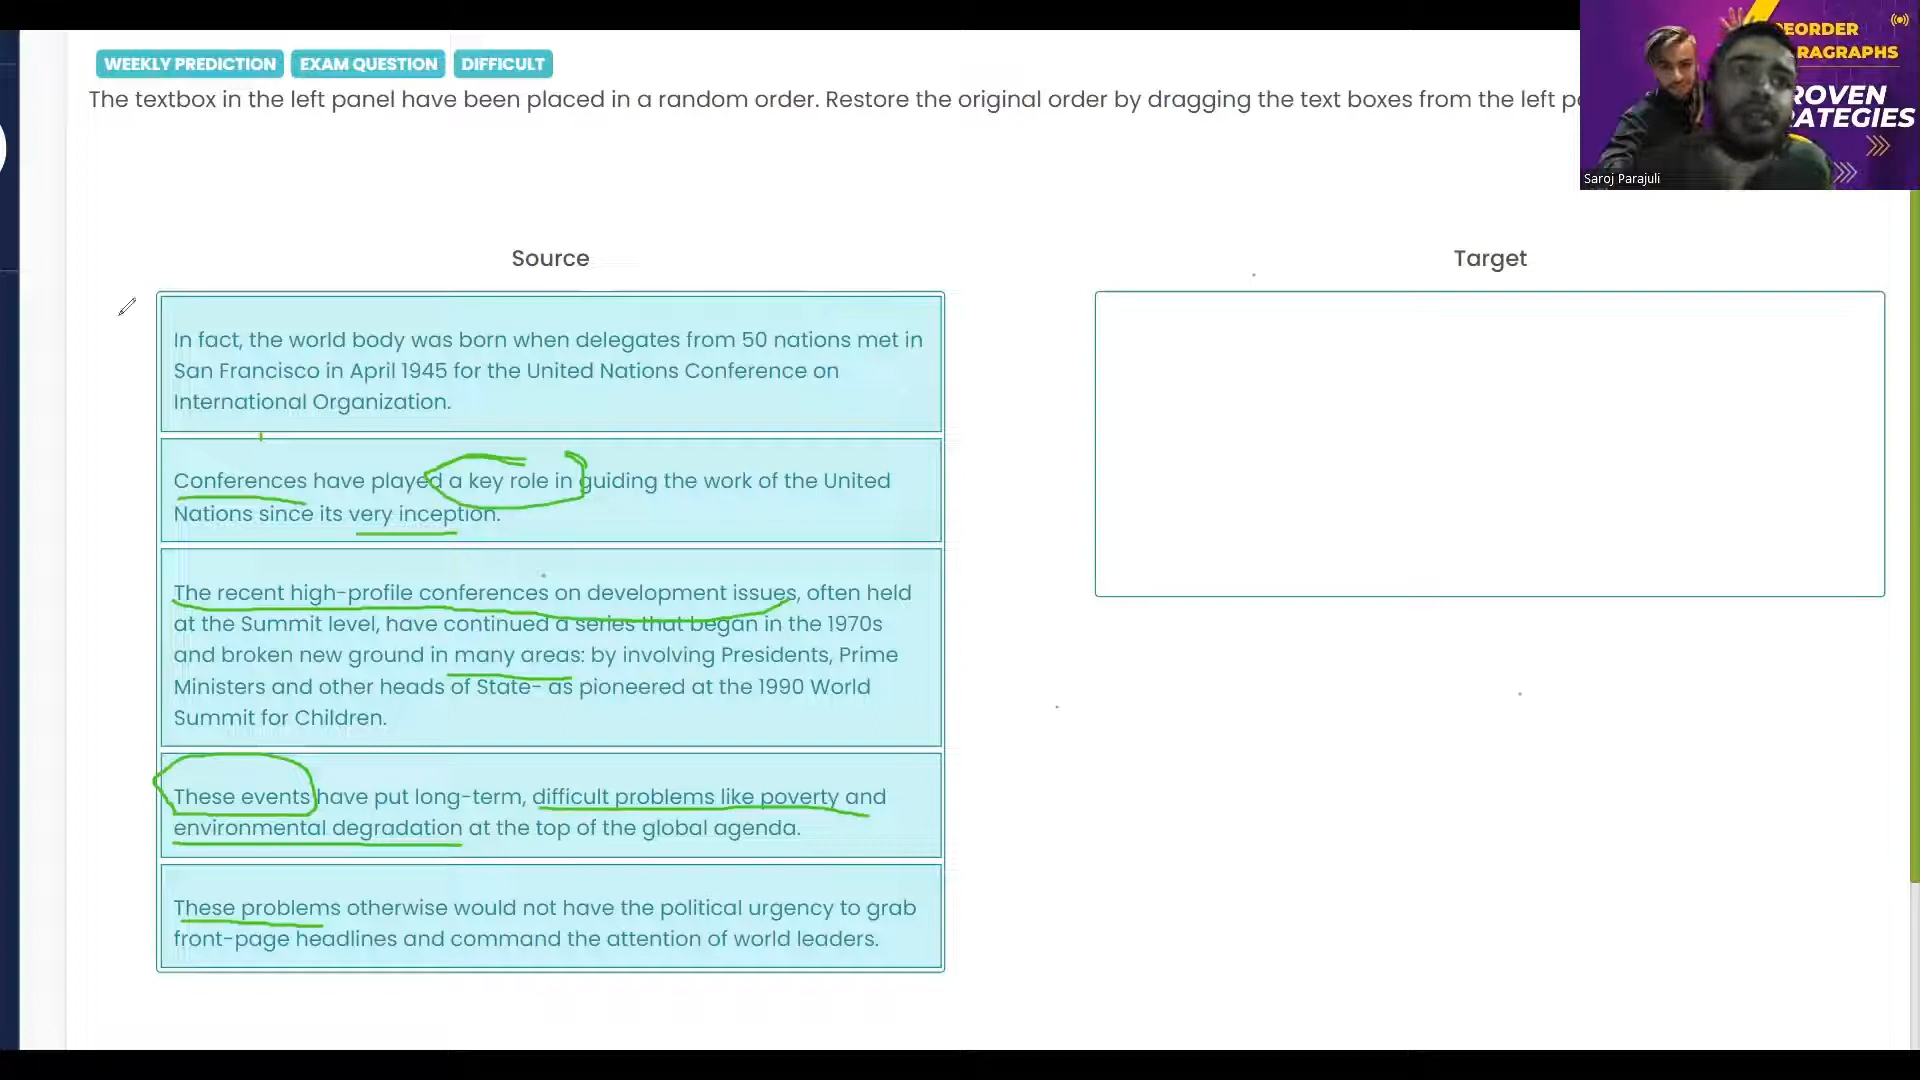 WEEKLY PREDICTION EXAM QUESTION DIFFICULT
The textbox in the left panel have been placed in a random order. Restore the original order by dragging the text boxes from the left
REORDER
PARAGRAPHS
PROVEN
STRATEGIES
Saroj Parajuli
Source
Target
In fact, the world body was born when delegates from 50 nations met in
San Francisco in April 1945 for the United Nations Conference on
International Organization.
Conferences have played a key role in guiding the work of the United
Nations since its very inception.
The recent high-profile conferences on development issues, often held
at the Summit level, have continued a series that began in the 1970s
and broken new ground in many areas: by involving Presidents, Prime
Ministers and other heads of State- as pioneered at the 1990 World
Summit for Children.
These events have put long-term, difficult problems like poverty and
environmental degradation at the top of the global agenda.
These problems otherwise would not have the political urgency to grab
front-page headlines and command the attention of world leaders.